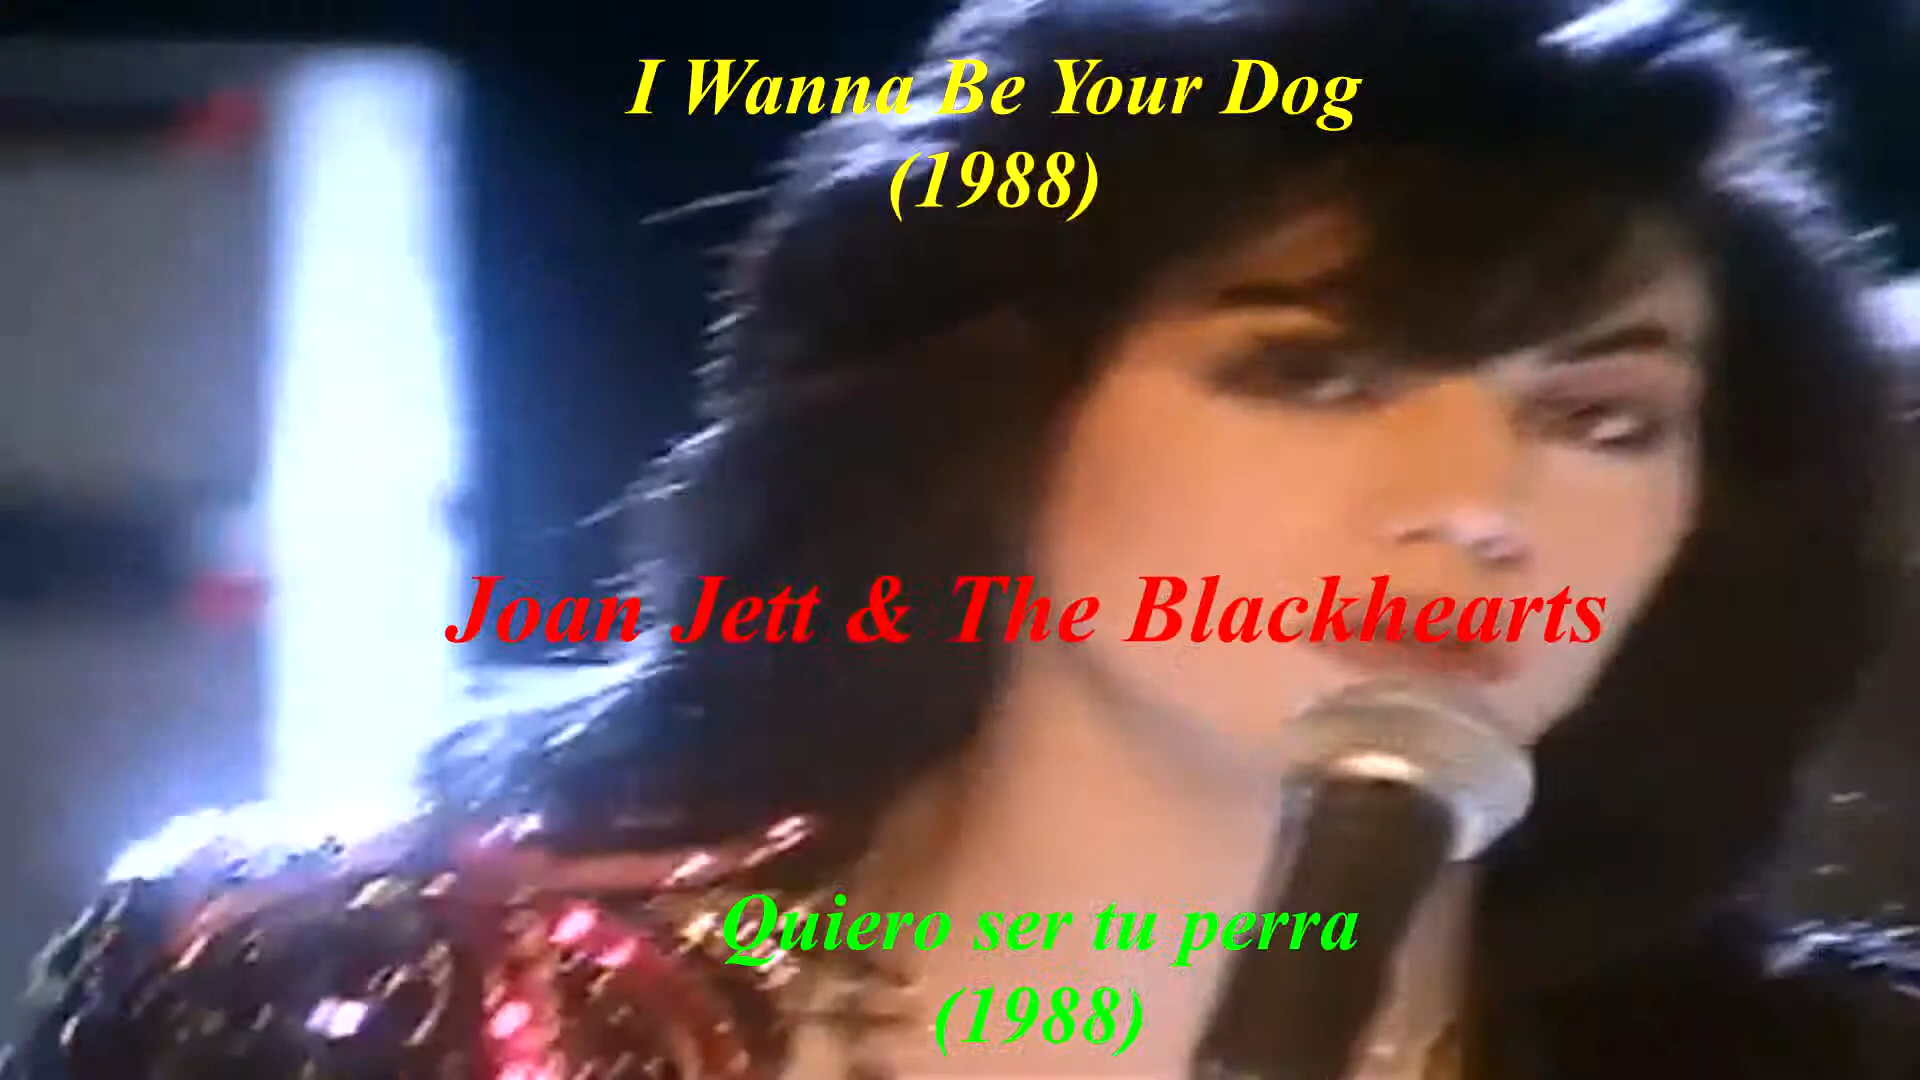 I Wanna Be Your Dog
(1988)
Joan Jett & The Blackhearts
Quiero ser tu perra
(1988)